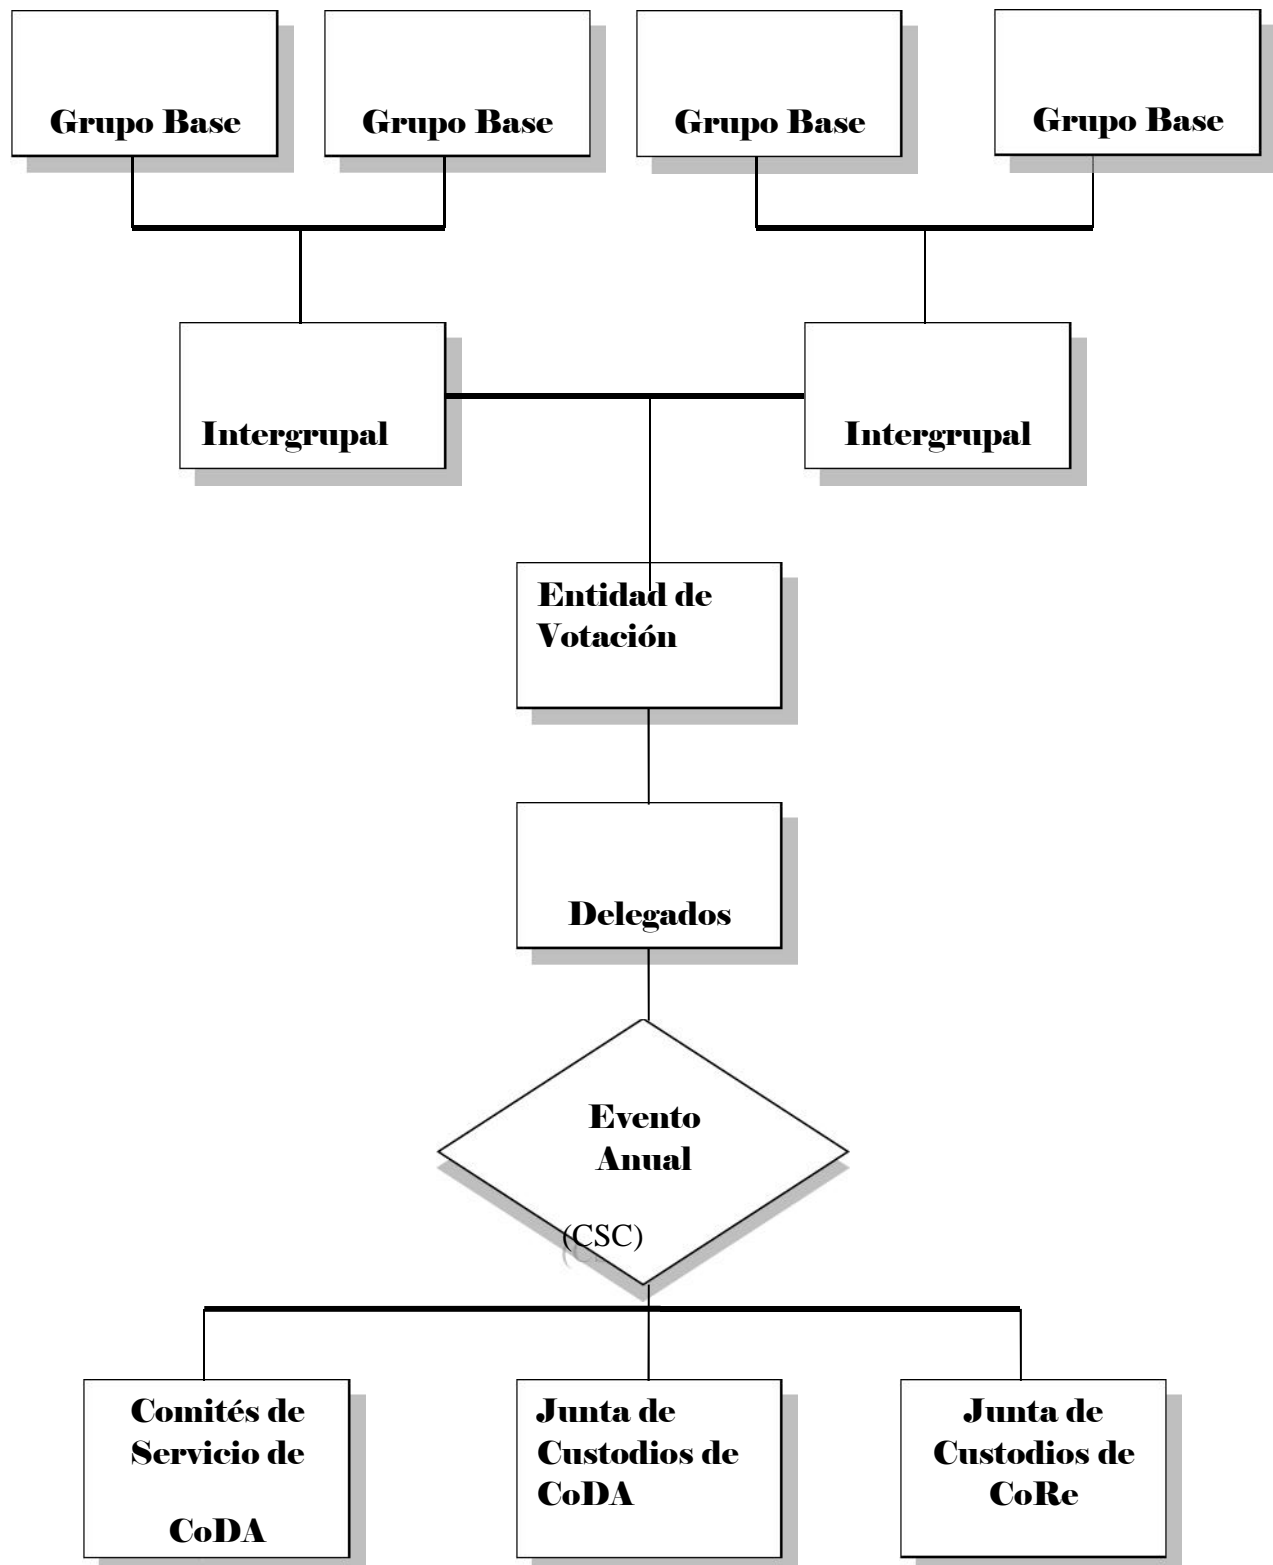 Grupo Base
Grupo Base
Grupo Base
Grupo Base
Intergrupal
Intergrupal
Entidad de
Votación
Delegados
Evento
Anual
(CSC)
Comités de
Servicio de
CoDA
Junta de
Custodios de
CoDA
Junta de
Custodios de
CoRe